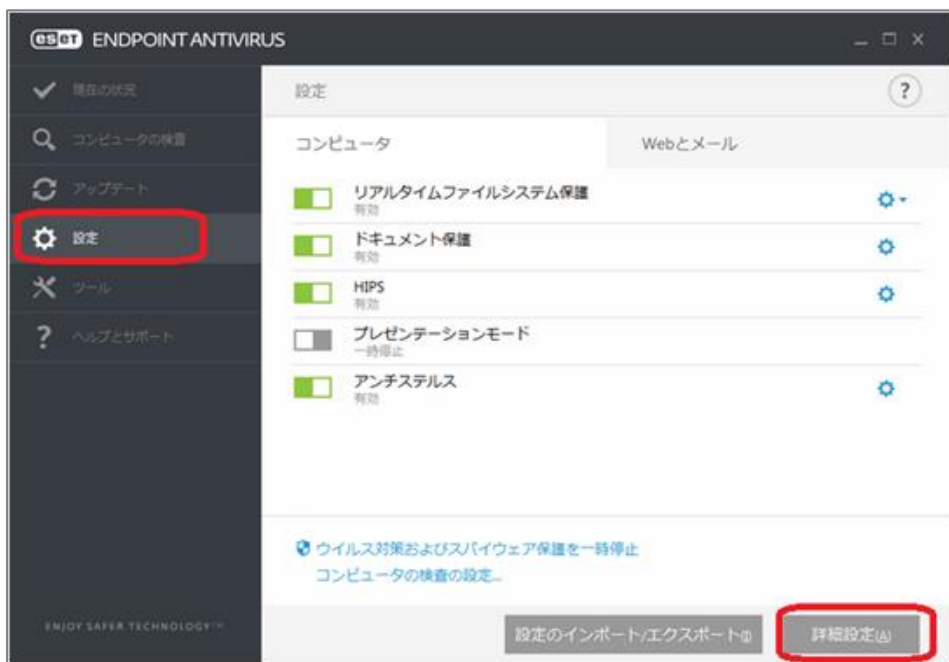 eset ENDPOINT ANTIVIRUS
現在の状況
コンピュータの検査
アップデート
設定
ツール
ヘルプとサポート
ENJOY SAFER TECHNOLOGY™
設定
?
コンピュータ
Webとメール
リアルタイムファイルシステム保護
有効
ドキュメント保護
有効
HIPS
有効
プレゼンテーションモード
一時停止
アンチステルス
有効
ウイルス対策およびスパイウェア保護を一時停止
コンピュータの検査の設定...
設定のインポート/エクスポート(I)
詳細設定(A)